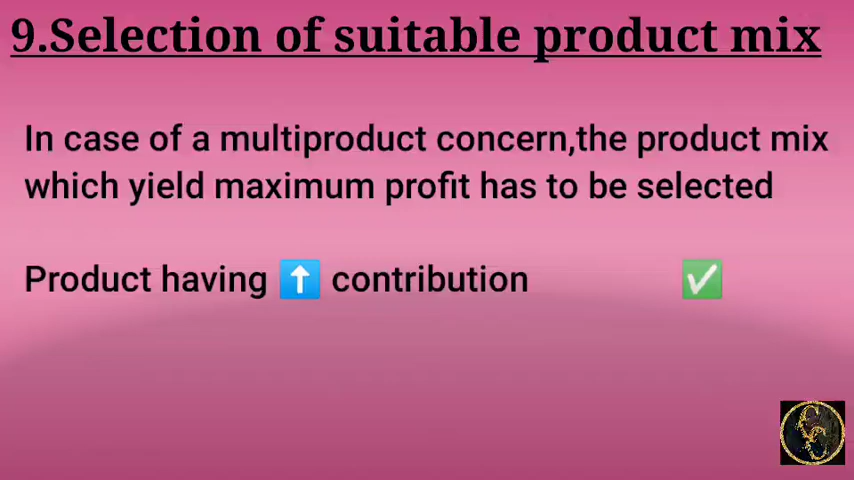 9.Selection of suitable product mix
In case of a multiproduct concern,the product mix
which yield maximum profit has to be selected
Product having ⬆️ contribution ✅